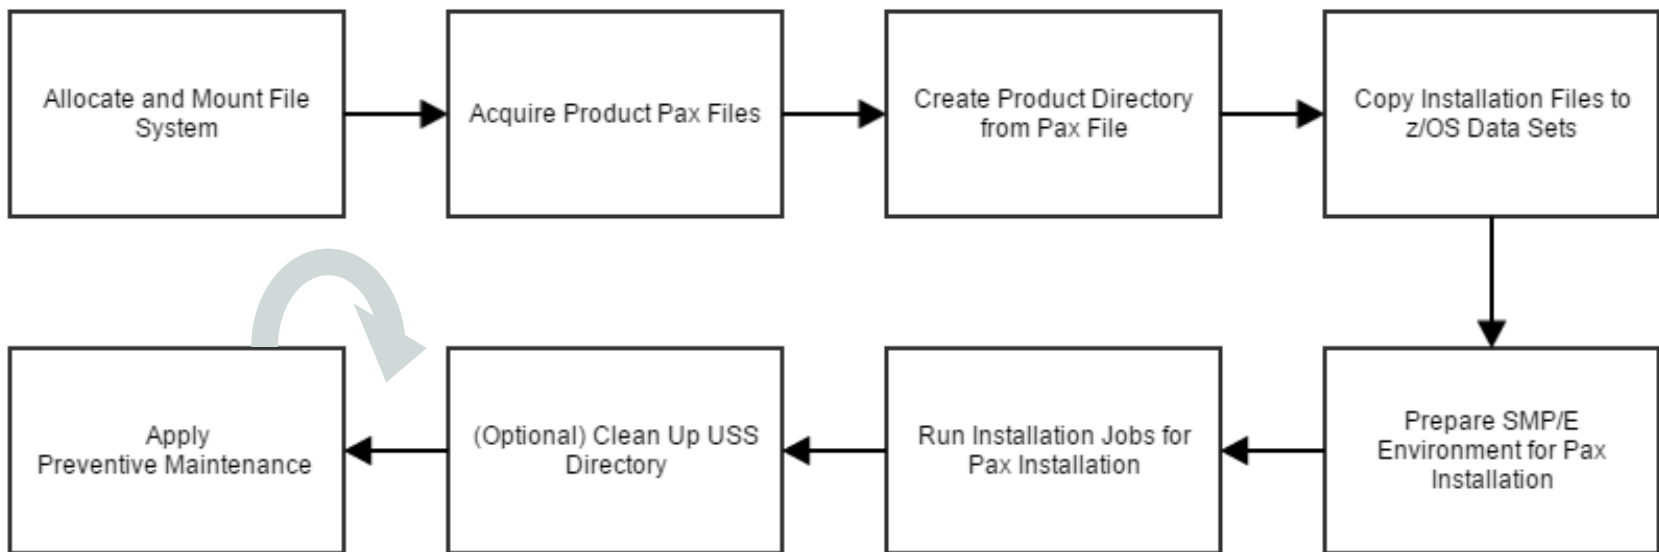 Allocate and Mount File
System
Acquire Product Pax Files
Create Product Directory
from Pax File
Copy Installation Files to
z/OS Data Sets
Apply
Preventive Maintenance
(Optional) Clean Up USS
Directory
Run Installation Jobs for
Pax Installation
Prepare SMP/E
Environment for Pax
Installation